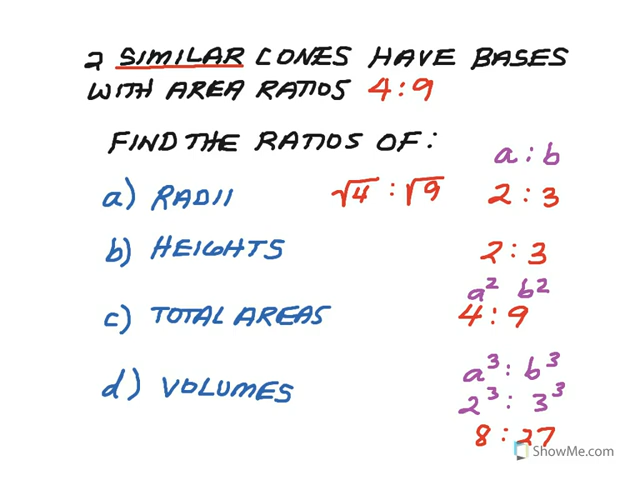 2 SIMILAR CONES HAVE BASES
WITH AREA RATIOS 4:9
FIND THE RATIOS OF:
a : b
a) RADII √4 : √9 2 : 3
b) HEIGHTS 2 : 3
a² b²
c) TOTAL AREAS 4 : 9
a³ : b³
d) VOLUMES 2³ : 3³
8 : 27
ShowMe.com